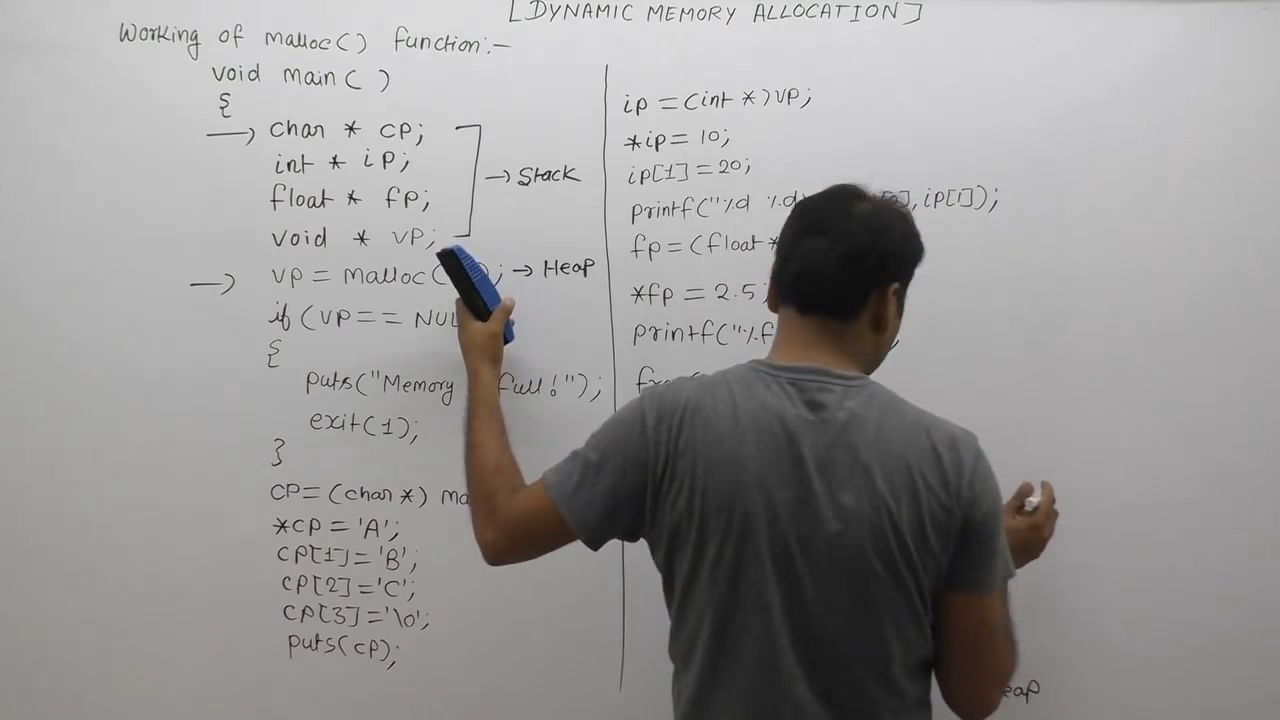 [DYNAMIC MEMORY ALLOCATION]
Working of malloc() function:-
void main( )
{
char * cp;
int * ip;
float * fp;
void * vp;
→ Stack
vp = malloc( ); → Heap
if (vp == NUL
{
puts("Memory full!");
exit(1);
}
cp=(char*) ma
*cp = 'A';
cp[1]='B';
cp[2]='C';
cp[3]='\0';
puts(cp);
ip = (int *)vp;
*ip = 10;
ip[1] = 20;
printf("%d %d ],ip[1]);
fp = (float *
*fp = 2.5;
printf("%f
eap